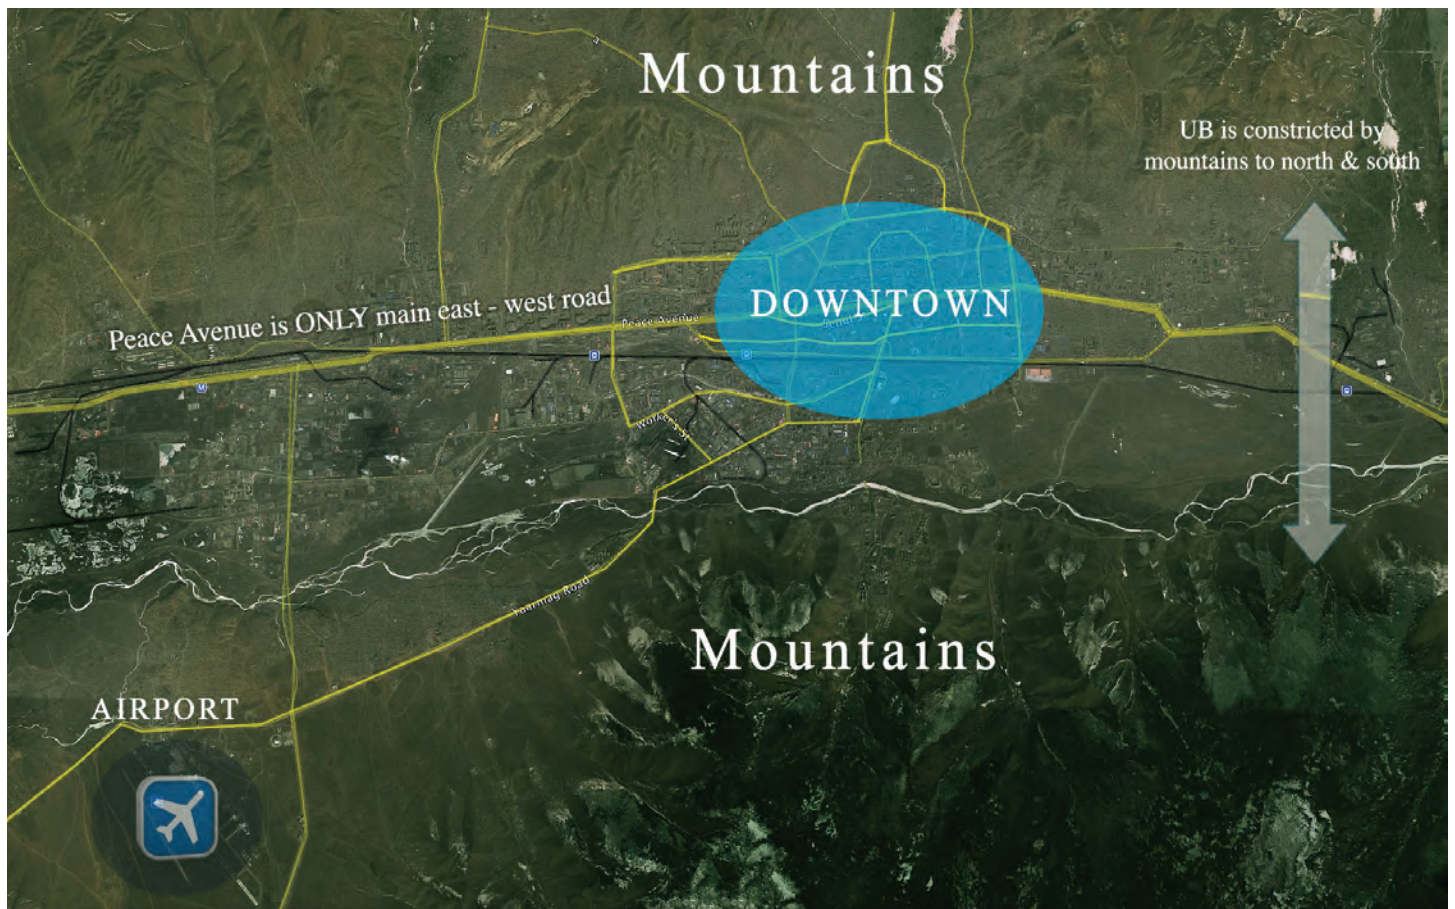 Mountains
UB is constricted by
mountains to north & south
Peace Avenue is ONLY main east - west road
Peace Avenue
DOWNTOWN
M
Worker's St
Mountains
Yaarmag Road
AIRPORT